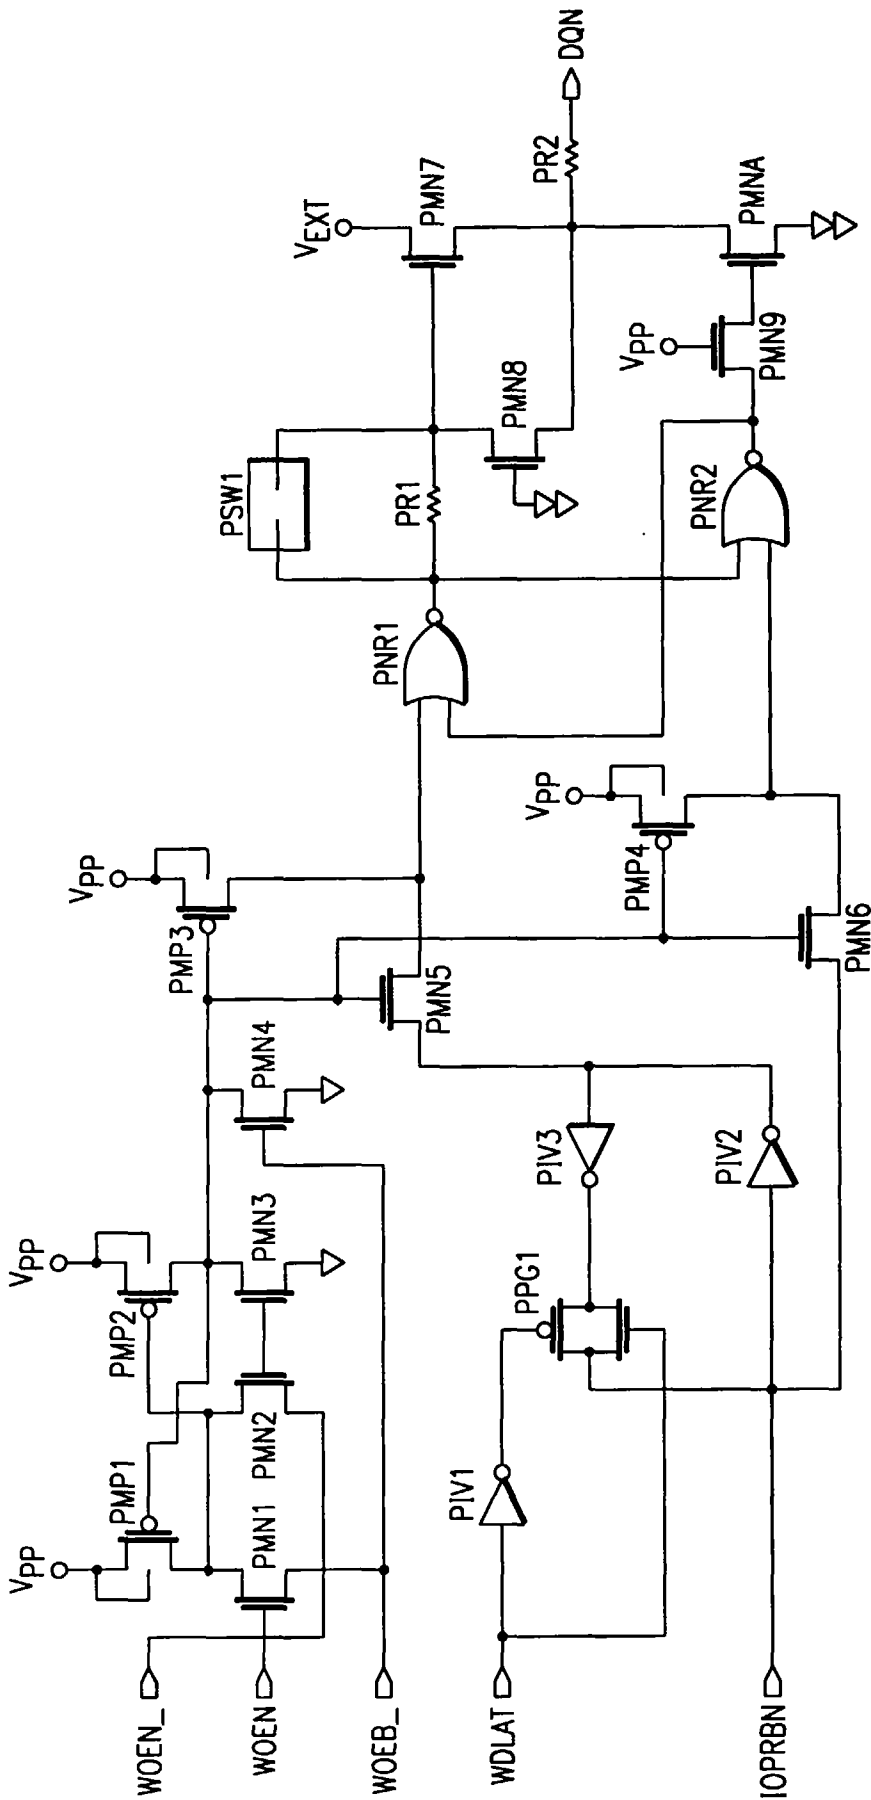 WOEN_
WOEN
WOEB_
WDLAT
IOPRBN
VPP
PMP1
PMN1
PMN2
VPP
PMP2
PMN3
PMN4
PIV1
PPG1
PIV3
PIV2
VPP
PMP3
PMN5
VPP
PMP4
PMN6
PNR1
PSW1
PR1
PMN8
PNR2
VPP
PMN9
VEXT
PMN7
PR2
PMNA
DQN